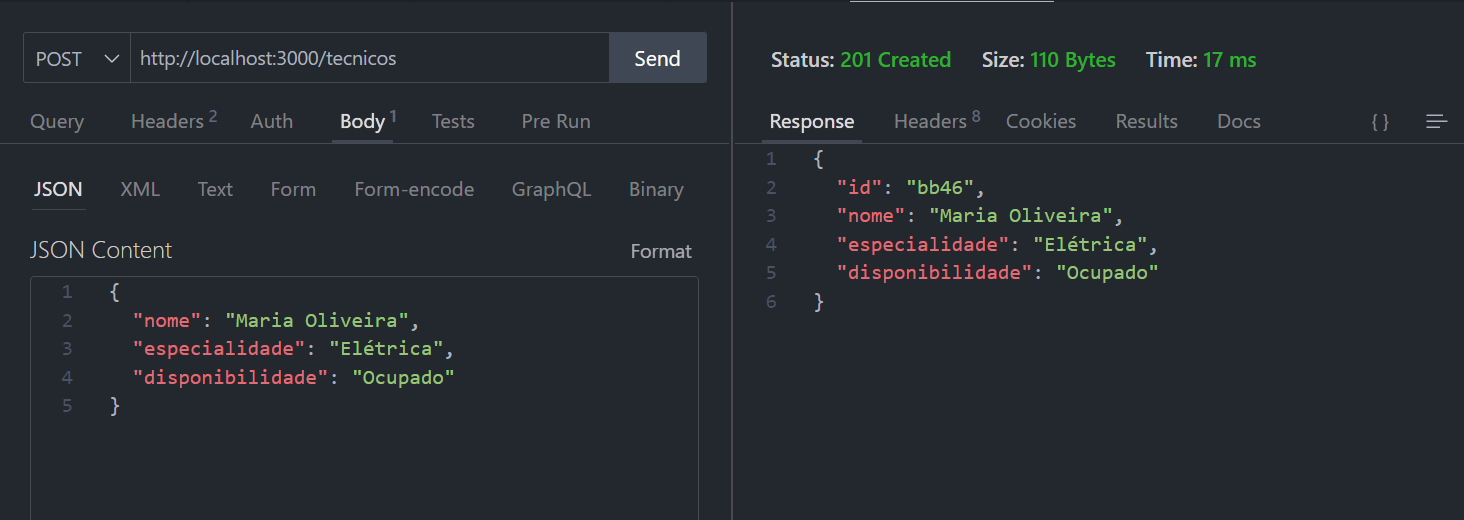 POST http://localhost:3000/tecnicos Send
Query Headers 2 Auth Body 1 Tests Pre Run
JSON XML Text Form Form-encode GraphQL Binary
JSON Content Format
1 {
2 "nome": "Maria Oliveira",
3 "especialidade": "Elétrica",
4 "disponibilidade": "Ocupado"
5 }
Status: 201 Created Size: 110 Bytes Time: 17 ms
Response Headers 8 Cookies Results Docs { }
1 {
2 "id": "bb46",
3 "nome": "Maria Oliveira",
4 "especialidade": "Elétrica",
5 "disponibilidade": "Ocupado"
6 }